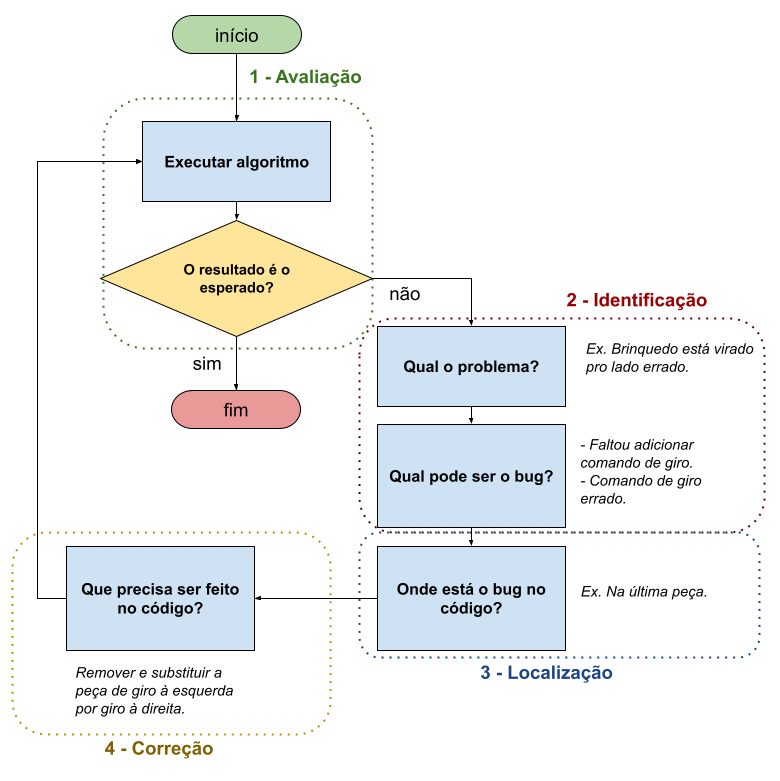 início
1 - Avaliação
Executar algoritmo
O resultado é o
esperado?
não
sim
fim
2 - Identificação
Qual o problema?
Ex. Brinquedo está virado
pro lado errado.
Qual pode ser o bug?
- Faltou adicionar
comando de giro.
- Comando de giro
errado.
Onde está o bug no
código?
Ex. Na última peça.
3 - Localização
Que precisa ser feito
no código?
Remover e substituir a
peça de giro à esquerda
por giro à direita.
4 - Correção